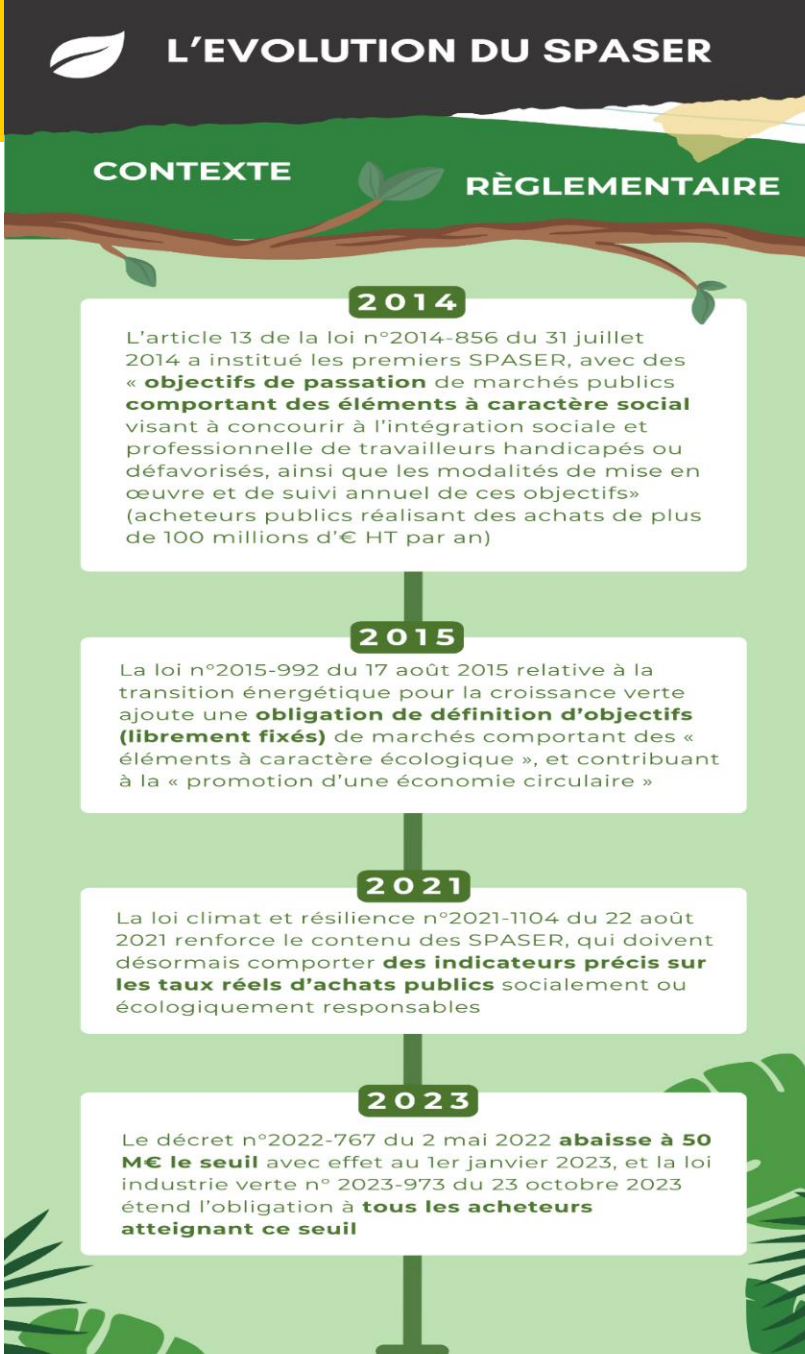 L'EVOLUTION DU SPASER
CONTEXTE
RÈGLEMENTAIRE
2014
L'article 13 de la loi n°2014-856 du 31 juillet
2014 a institué les premiers SPASER, avec des
« objectifs de passation de marchés publics
comportant des éléments à caractère social
visant à concourir à l'intégration sociale et
professionnelle de travailleurs handicapés ou
défavorisés, ainsi que les modalités de mise en
œuvre et de suivi annuel de ces objectifs»
(acheteurs publics réalisant des achats de plus
de 100 millions d'€ HT par an)
2015
La loi n°2015-992 du 17 août 2015 relative à la
transition énergétique pour la croissance verte
ajoute une obligation de définition d'objectifs
(librement fixés) de marchés comportant des «
éléments à caractère écologique », et contribuant
à la « promotion d'une économie circulaire »
2021
La loi climat et résilience n°2021-1104 du 22 août
2021 renforce le contenu des SPASER, qui doivent
désormais comporter des indicateurs précis sur
les taux réels d'achats publics socialement ou
écologiquement responsables
2023
Le décret n°2022-767 du 2 mai 2022 abaisse à 50
M€ le seuil avec effet au 1er janvier 2023, et la loi
industrie verte n° 2023-973 du 23 octobre 2023
étend l'obligation à tous les acheteurs
atteignant ce seuil